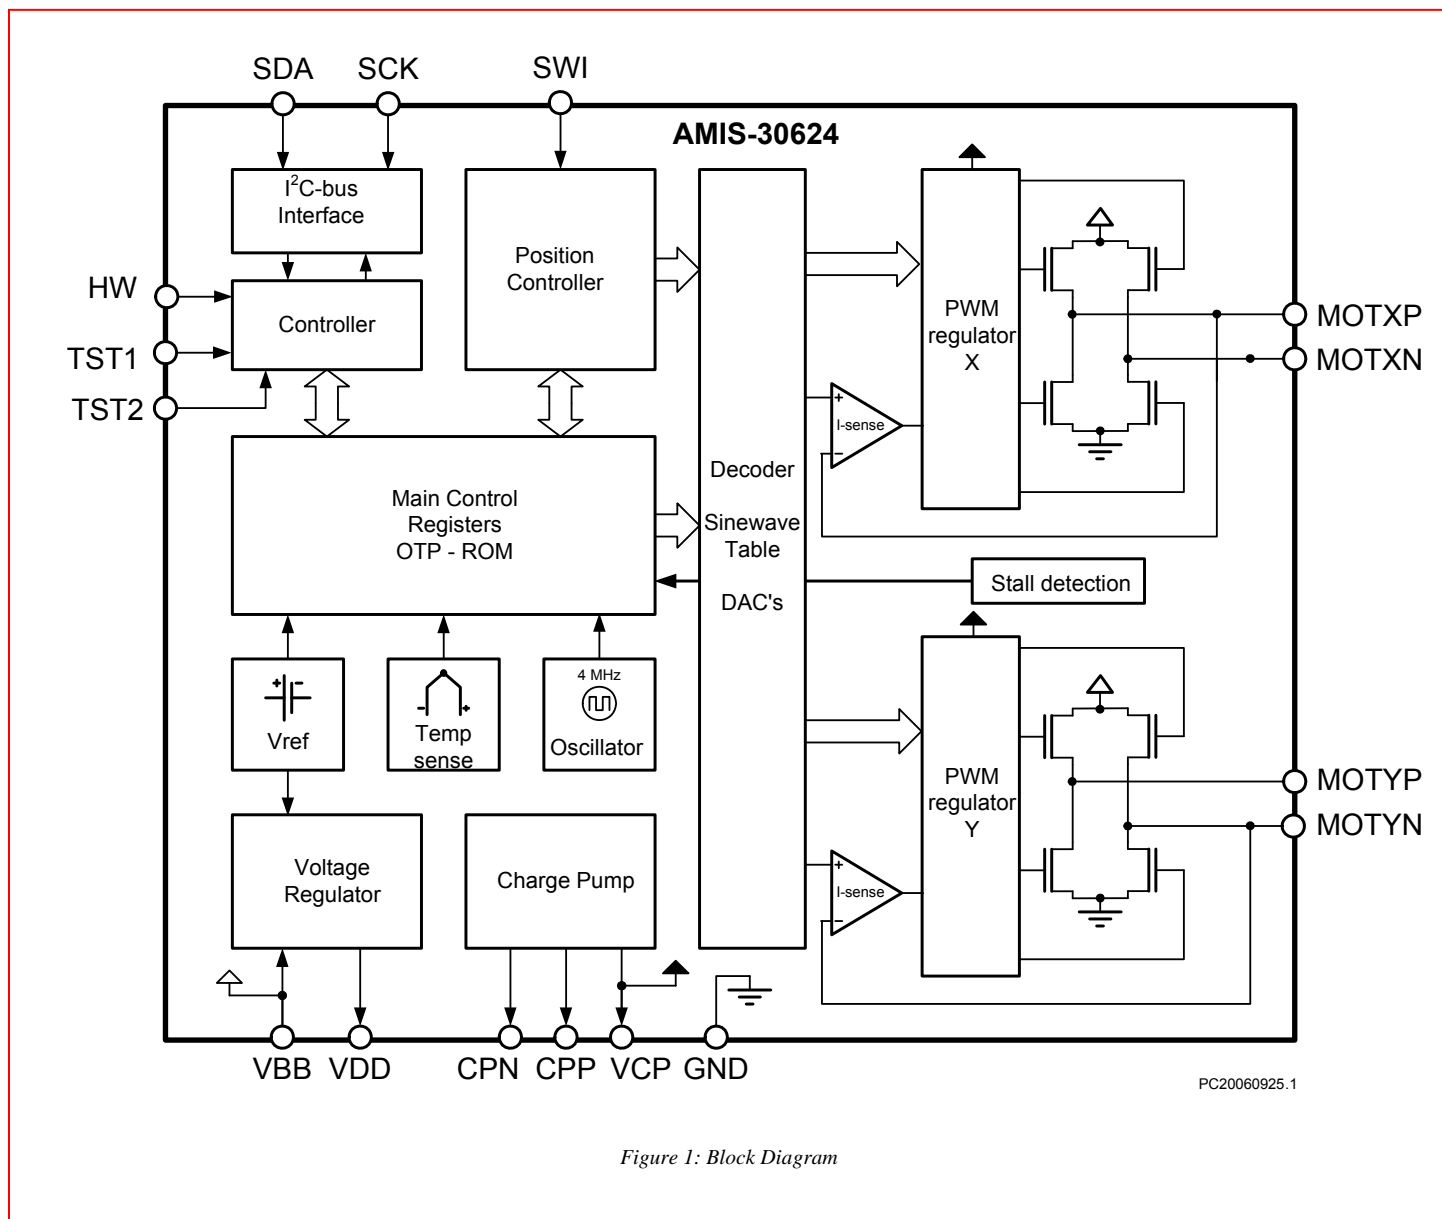 SDA SCK SWI
AMIS-30624
I²C-bus
Interface
Position
Controller
HW
Controller
TST1
TST2
PWM
regulator
X
MOTXP
MOTXN
+
I-sense
−
Main Control
Registers
OTP - ROM
Decoder
Sinewave
Table
DAC's
Stall detection
+ −
Vref
- +
Temp
sense
4 MHz
Oscillator
PWM
regulator
Y
MOTYP
MOTYN
+
I-sense
−
Voltage
Regulator
Charge Pump
VBB VDD CPN CPP VCP GND
PC20060925.1
Figure 1: Block Diagram